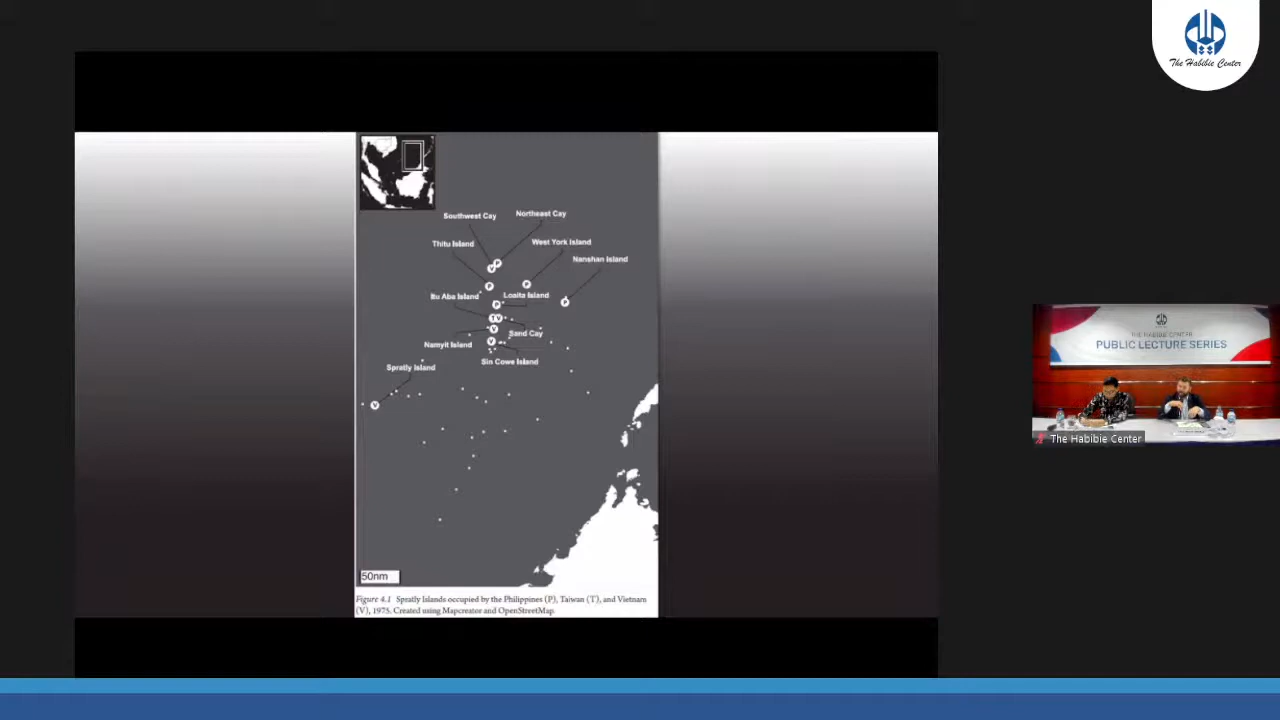 The Habibie Center
Southwest Cay
Northeast Cay
Thitu Island
West York Island
Nanshan Island
Itu Aba Island
Loaita Island
Sand Cay
Namyit Island
Sin Cowe Island
Spratly Island
V
P
P
P
P
P
T V
V
V
V
50nm
Figure 4.1 Spratly Islands occupied by the Philippines (P), Taiwan (T), and Vietnam
(V), 1975. Created using Mapcreator and OpenStreetMap.
THE HABIBIE CENTER
PUBLIC LECTURE SERIES
The Habibie Center